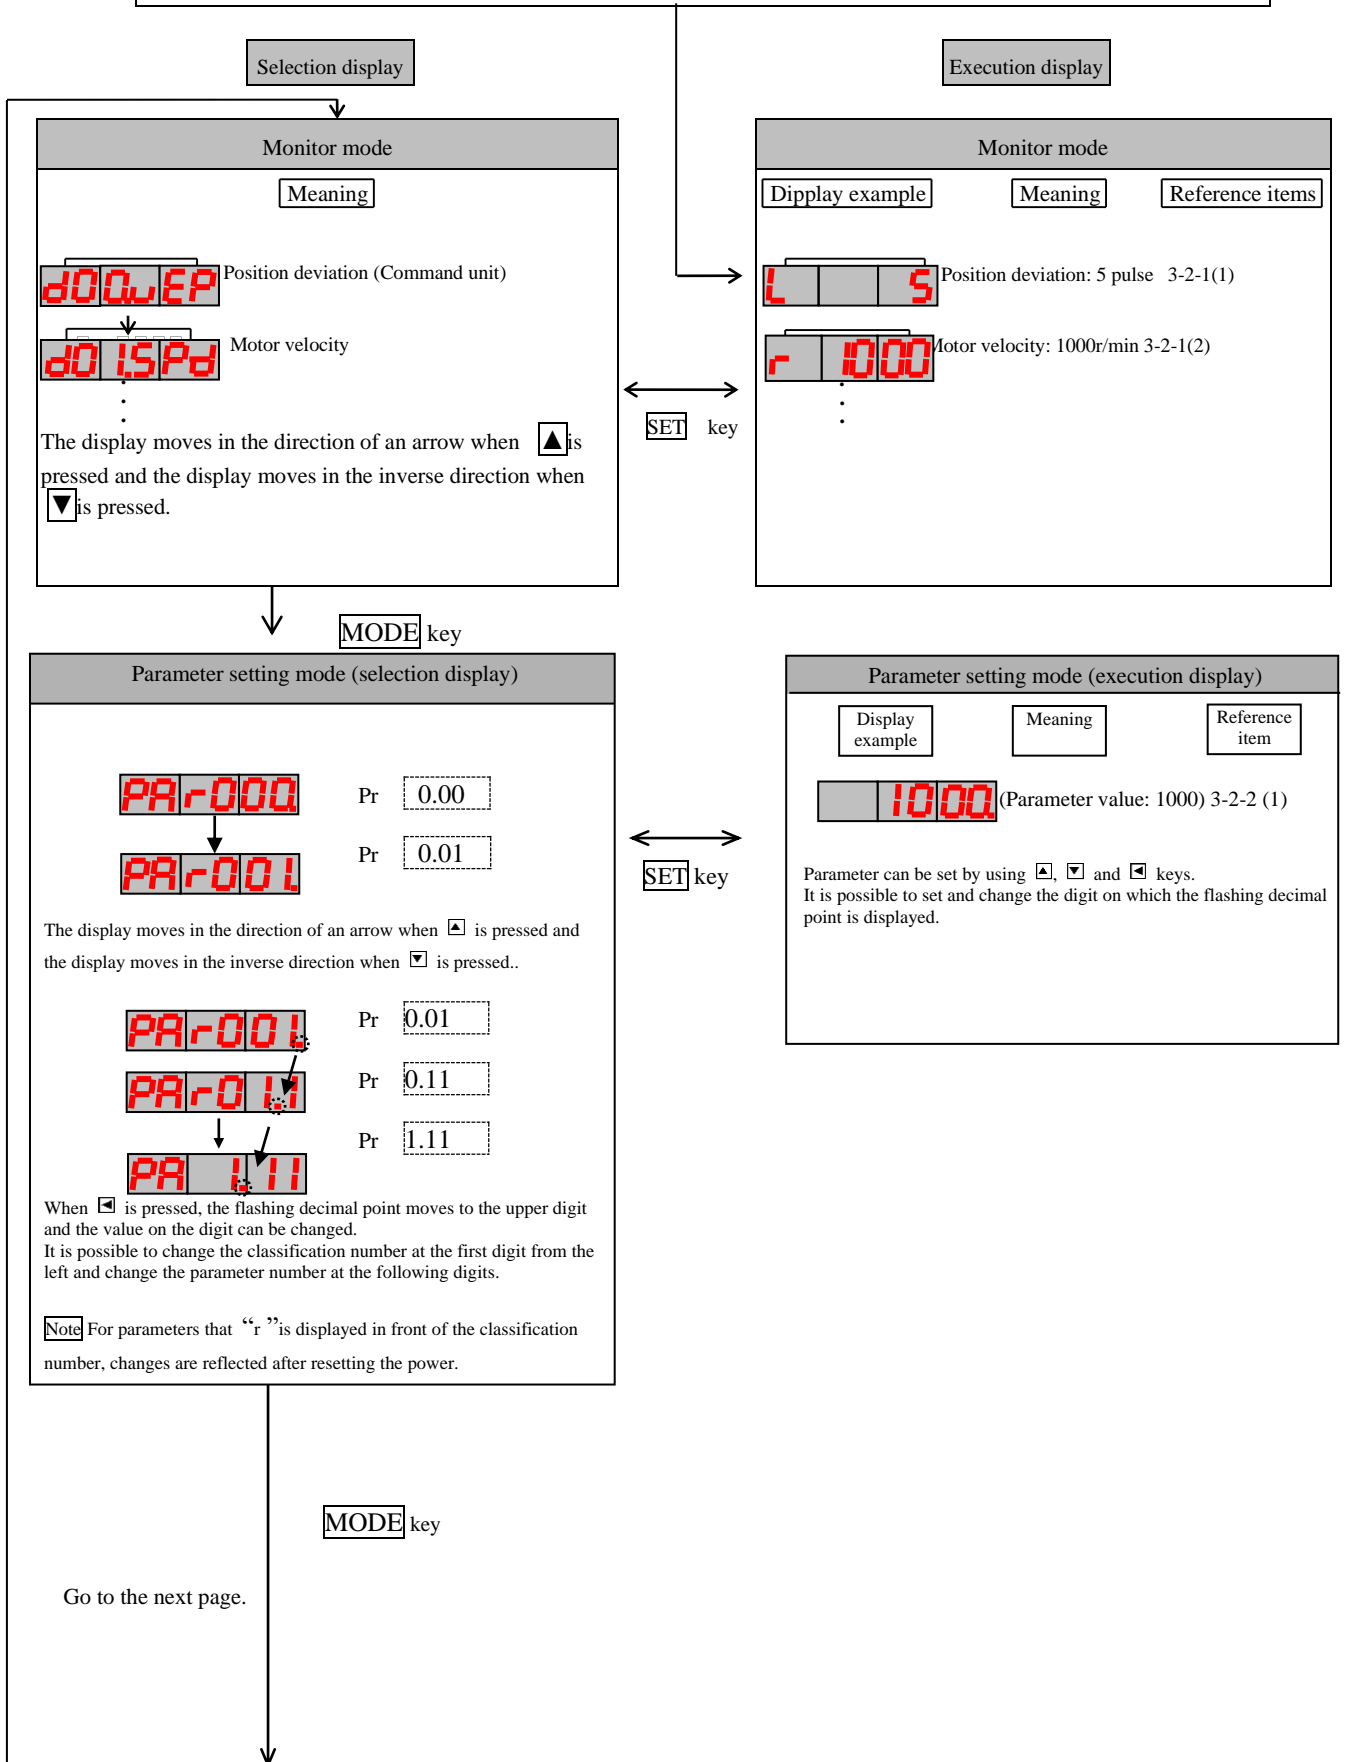 Selection display
Execution display
Monitor mode
Meaning
d00.uEP Position deviation (Command unit)
d01.SPd Motor velocity
The display moves in the direction of an arrow when ▲ is
pressed and the display moves in the inverse direction when
▼ is pressed.
SET key
Monitor mode
Dipplay example Meaning Reference items
L 5 Position deviation: 5 pulse 3-2-1(1)
r 1000 Motor velocity: 1000r/min 3-2-1(2)
MODE key
Parameter setting mode (selection display)
PAr000. Pr 0.00
PAr001. Pr 0.01
The display moves in the direction of an arrow when ▲ is pressed and
the display moves in the inverse direction when ▼ is pressed..
PAr001. Pr 0.01
PAr01.1 Pr 0.11
PA 1.11 Pr 1.11
When ◄ is pressed, the flashing decimal point moves to the upper digit
and the value on the digit can be changed.
It is possible to change the classification number at the first digit from the
left and change the parameter number at the following digits.
Note For parameters that “r ”is displayed in front of the classification
number, changes are reflected after resetting the power.
SET key
Parameter setting mode (execution display)
Display
example
Meaning
Reference
item
1000. (Parameter value: 1000) 3-2-2 (1)
Parameter can be set by using ▲, ▼ and ◄ keys.
It is possible to set and change the digit on which the flashing decimal
point is displayed.
MODE key
Go to the next page.